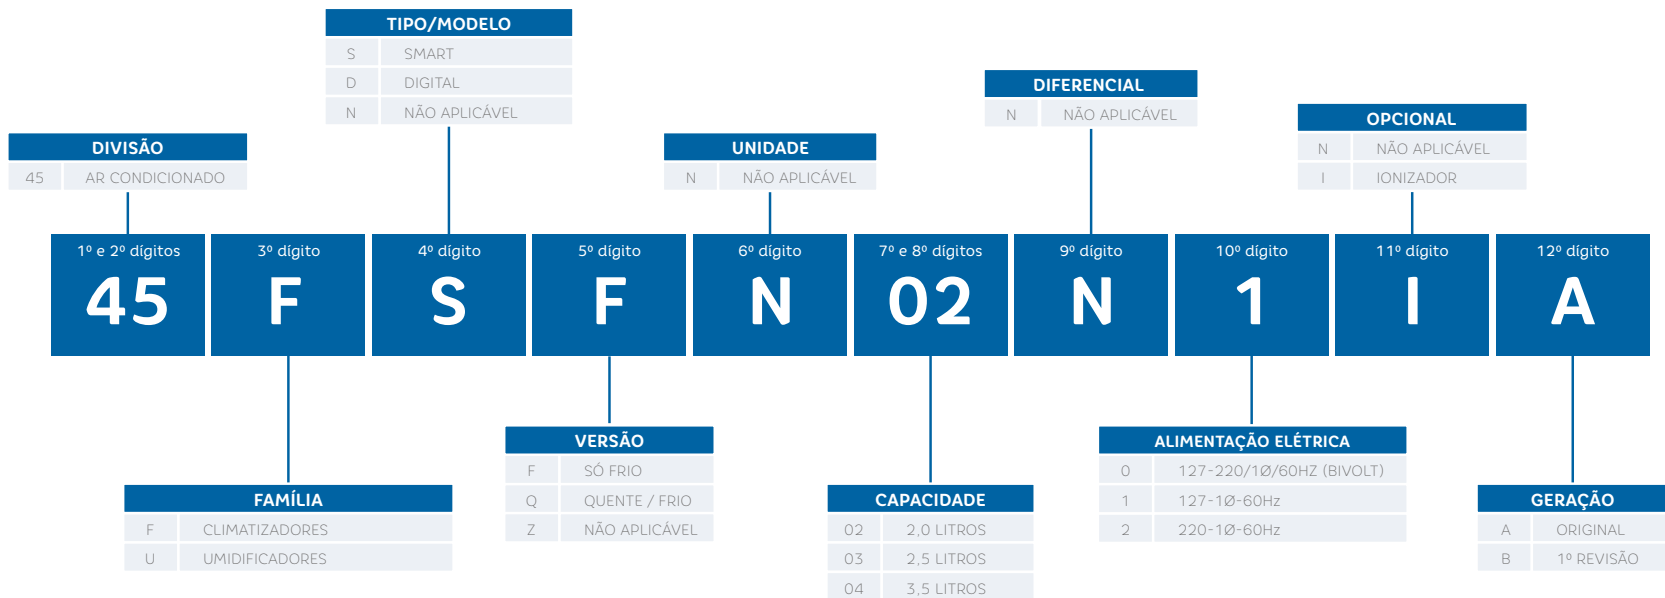 TIPO/MODELO
S SMART
D DIGITAL
N NÃO APLICÁVEL
DIFERENCIAL
N NÃO APLICÁVEL
OPCIONAL
N NÃO APLICÁVEL
I IONIZADOR
DIVISÃO
45 AR CONDICIONADO
UNIDADE
N NÃO APLICÁVEL
1º e 2º dígitos
45
3º dígito
F
4º dígito
S
5º dígito
F
6º dígito
N
7º e 8º dígitos
02
9º dígito
N
10º dígito
1
11º dígito
I
12º dígito
A
VERSÃO
F SÓ FRIO
Q QUENTE / FRIO
Z NÃO APLICÁVEL
ALIMENTAÇÃO ELÉTRICA
0 127-220/1Ø/60HZ (BIVOLT)
1 127-1Ø-60Hz
2 220-1Ø-60Hz
FAMÍLIA
F CLIMATIZADORES
U UMIDIFICADORES
CAPACIDADE
02 2,0 LITROS
03 2,5 LITROS
04 3,5 LITROS
GERAÇÃO
A ORIGINAL
B 1º REVISÃO